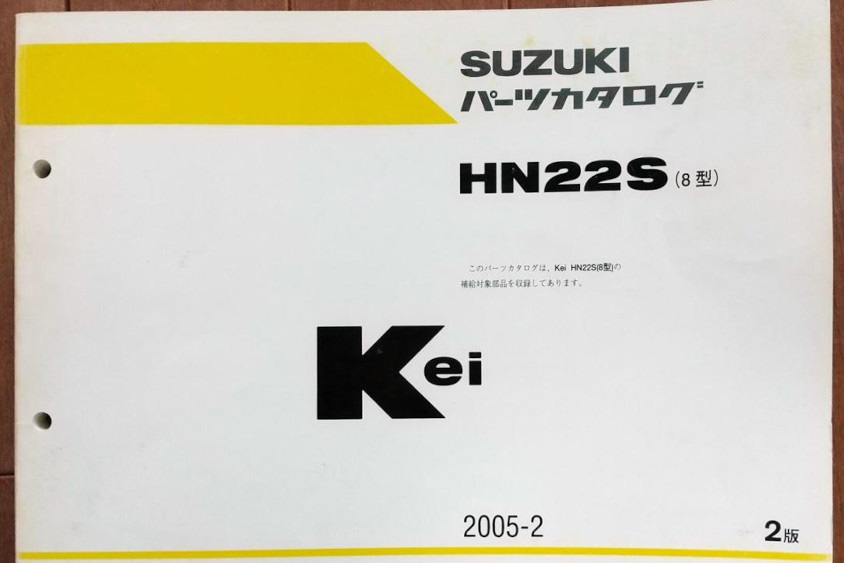 SUZUKI
パーツカタログ
HN22S(8型)
このパーツカタログは、Kei HN22S(8型)の
補給対象部品を収録してあります。
Kei
2005-2
2版